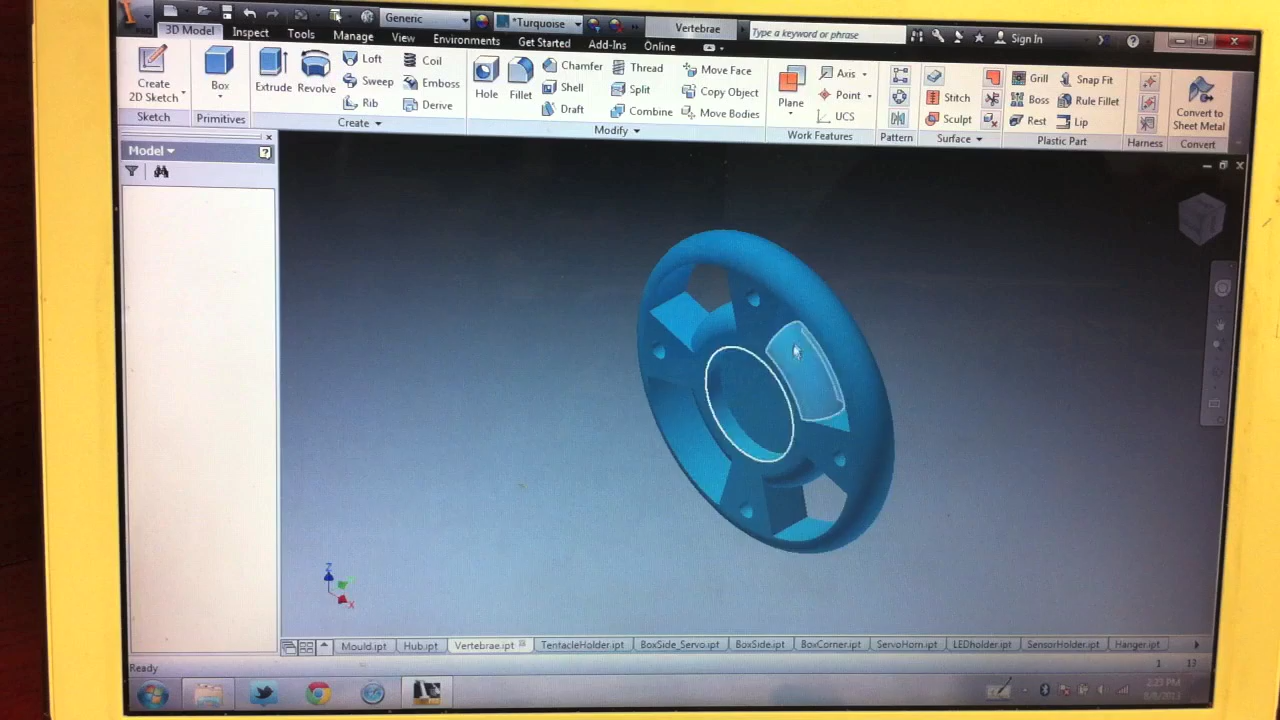 Generic
*Turquoise
Vertebrae
Type a keyword or phrase
Sign In
3D Model
Inspect
Tools
Manage
View
Environments
Get Started
Add-Ins
Online
Create
2D Sketch
Box
Extrude
Revolve
Loft
Sweep
Rib
Coil
Emboss
Derive
Hole
Fillet
Chamfer
Shell
Draft
Thread
Split
Combine
Move Face
Copy Object
Move Bodies
Plane
Axis
Point
UCS
Stitch
Sculpt
Grill
Boss
Rest
Snap Fit
Rule Fillet
Lip
Convert to
Sheet Metal
Sketch
Primitives
Create
Modify
Work Features
Pattern
Surface
Plastic Part
Harness
Convert
Model
Z
X
Mould.ipt
Hub.ipt
Vertebrae.ipt
TentacleHolder.ipt
BoxSide_Servo.ipt
BoxSide.ipt
BoxCorner.ipt
ServoHorn.ipt
LEDholder.ipt
SensorHolder.ipt
Hanger.ipt
Ready
1
13
2:23 PM